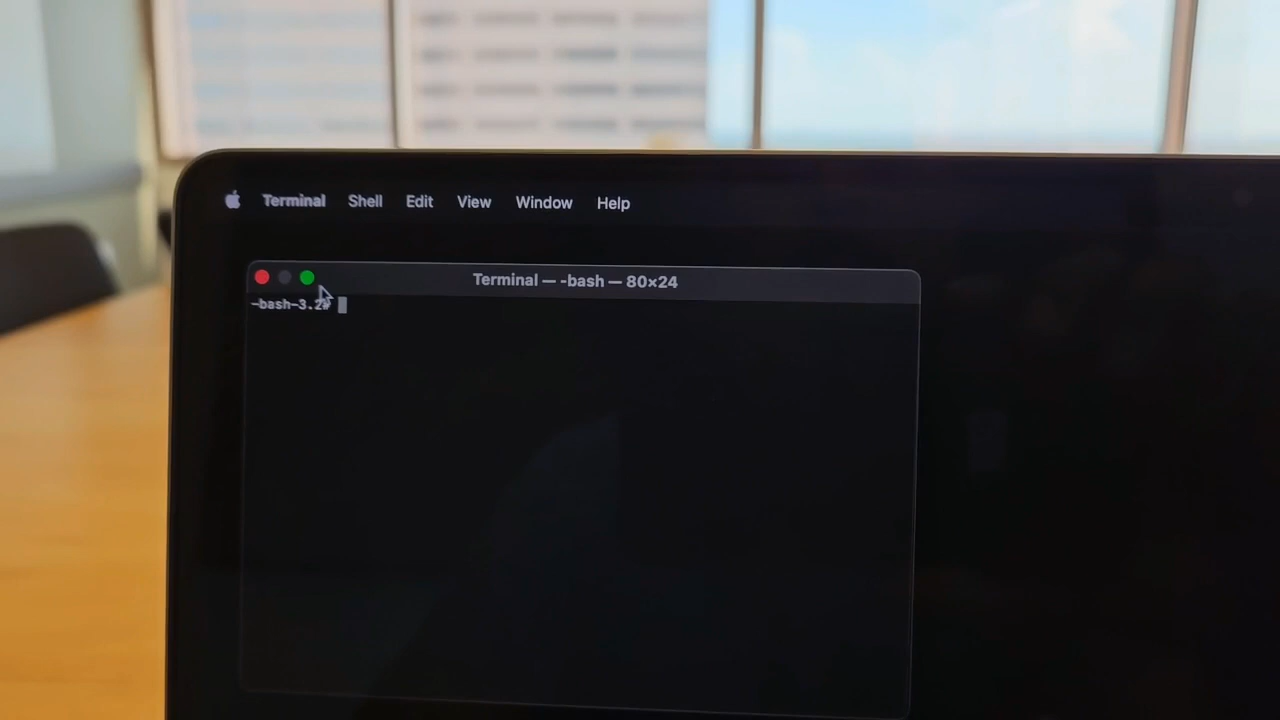 Terminal Shell Edit View Window Help
Terminal — -bash — 80×24
-bash-3.2#